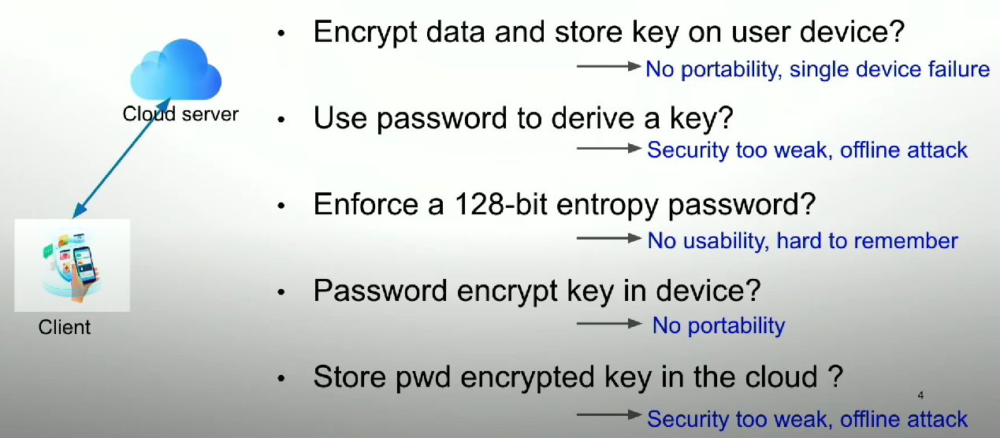 • Encrypt data and store key on user device?
No portability, single device failure
Cloud server
• Use password to derive a key?
Security too weak, offline attack
• Enforce a 128-bit entropy password?
No usability, hard to remember
• Password encrypt key in device?
No portability
Client
• Store pwd encrypted key in the cloud ?
4
Security too weak, offline attack